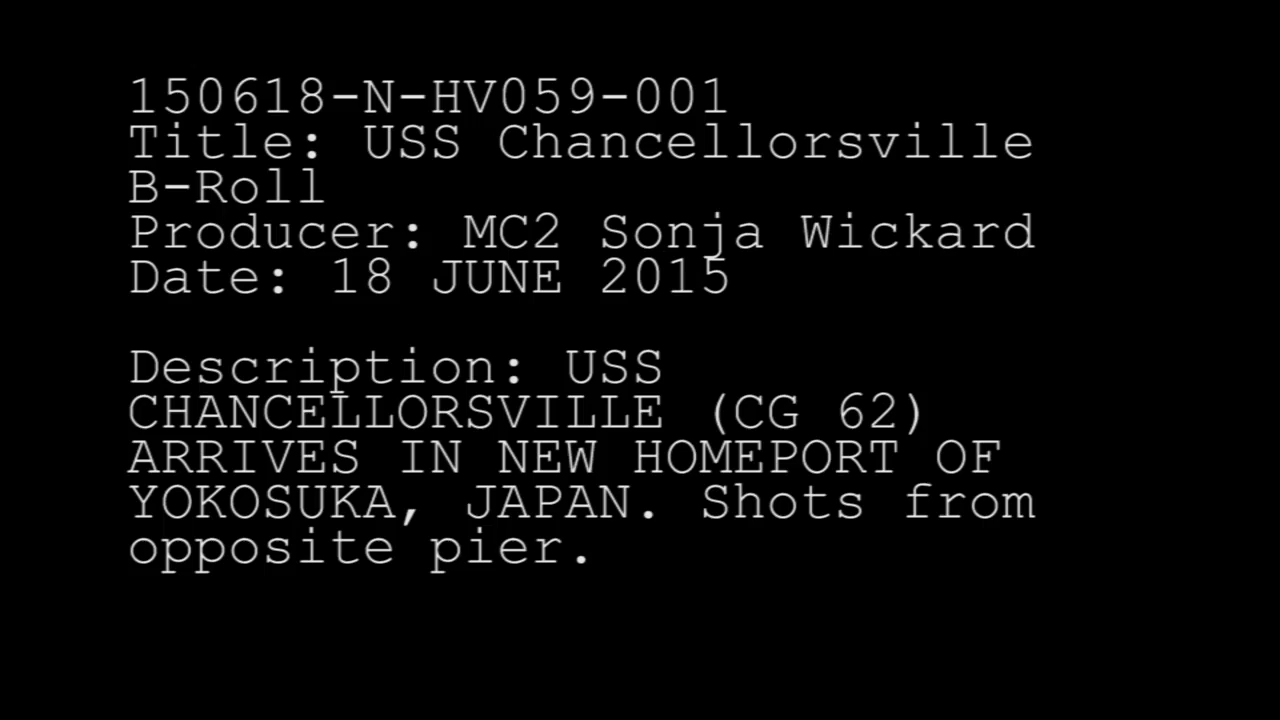 150618-N-HV059-001
Title: USS Chancellorsville
B-Roll
Producer: MC2 Sonja Wickard
Date: 18 JUNE 2015
Description: USS
CHANCELLORSVILLE (CG 62)
ARRIVES IN NEW HOMEPORT OF
YOKOSUKA, JAPAN. Shots from
opposite pier.